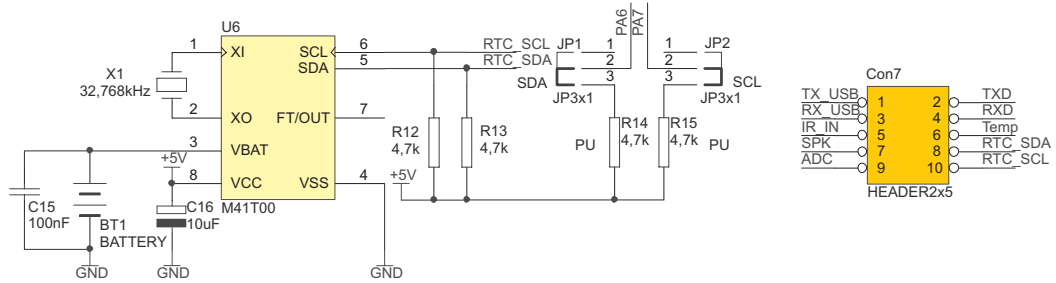 U6
1 XI
X1
32,768kHz
2 XO
3 VBAT
+5V
8 VCC
SCL 6
SDA 5
FT/OUT 7
VSS 4
M41T00
C15
100nF
BT1
BATTERY
C16
10uF
GND
GND
GND
RTC_SCL
RTC_SDA
R12
4,7k
R13
4,7k
+5V
PA6
PA7
JP1
1
2
3
SDA
JP3x1
1
2
3
JP2
SCL
JP3x1
R14
4,7k
PU
R15
4,7k
PU
Con7
TX_USB 1 2 TXD
RX_USB 3 4 RXD
IR_IN 5 6 Temp
SPK 7 8 RTC_SDA
ADC 9 10 RTC_SCL
HEADER2x5